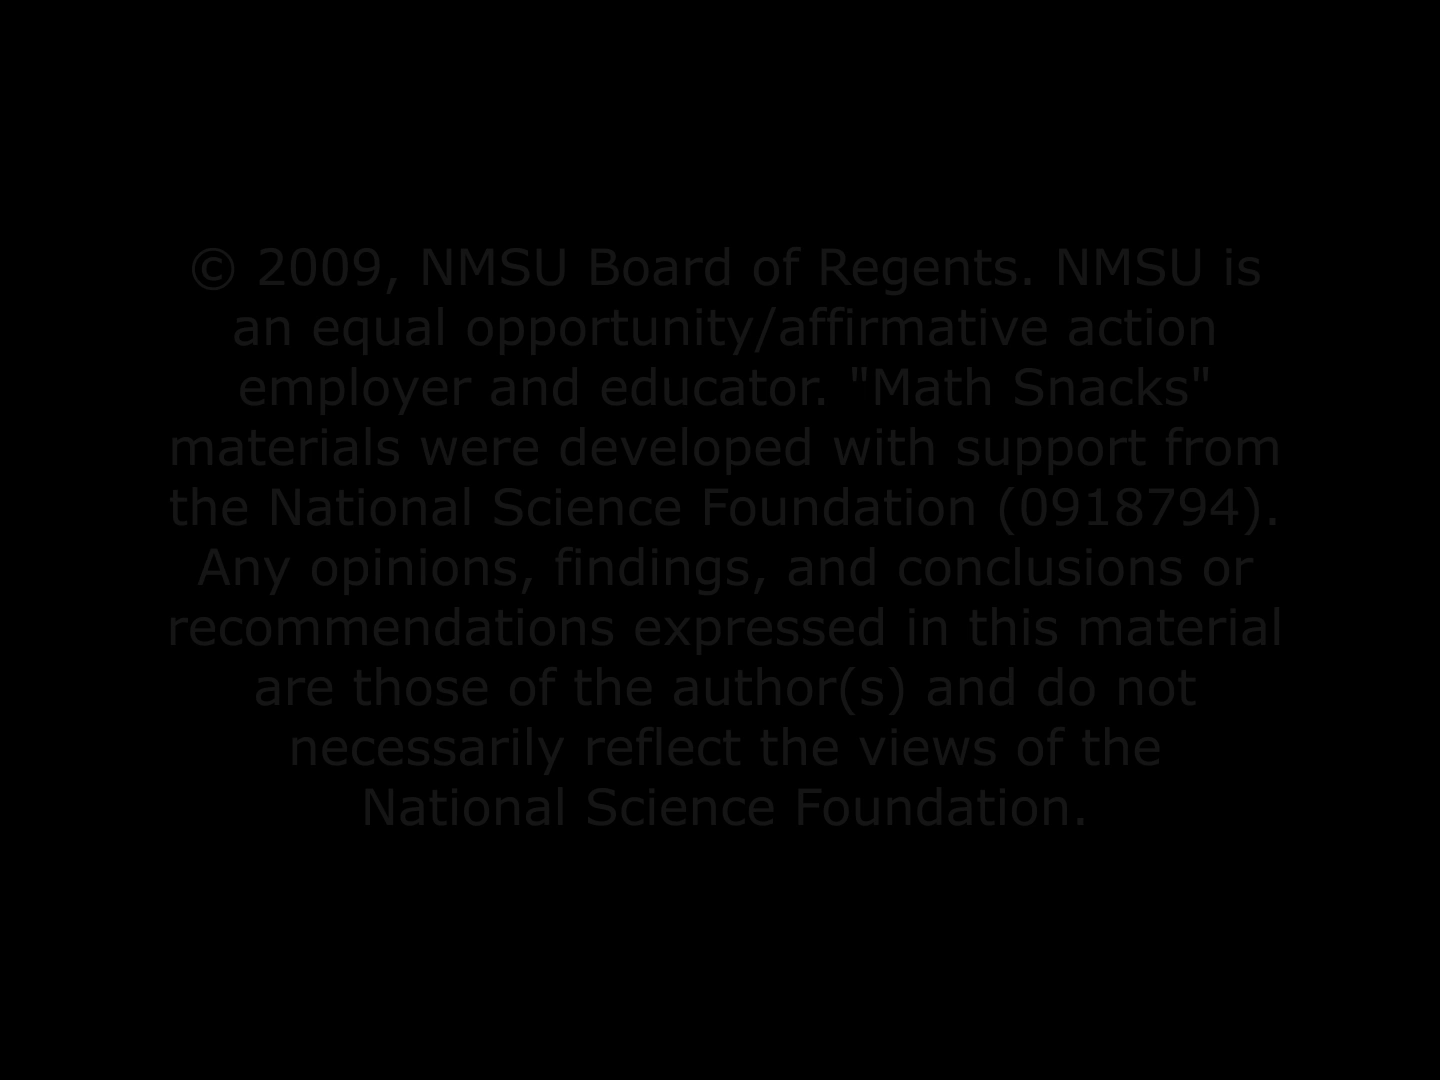 © 2009, NMSU Board of Regents. NMSU is
an equal opportunity/affirmative action
employer and educator. "Math Snacks"
materials were developed with support from
the National Science Foundation (0918794).
Any opinions, findings, and conclusions or
recommendations expressed in this material
are those of the author(s) and do not
necessarily reflect the views of the
National Science Foundation.